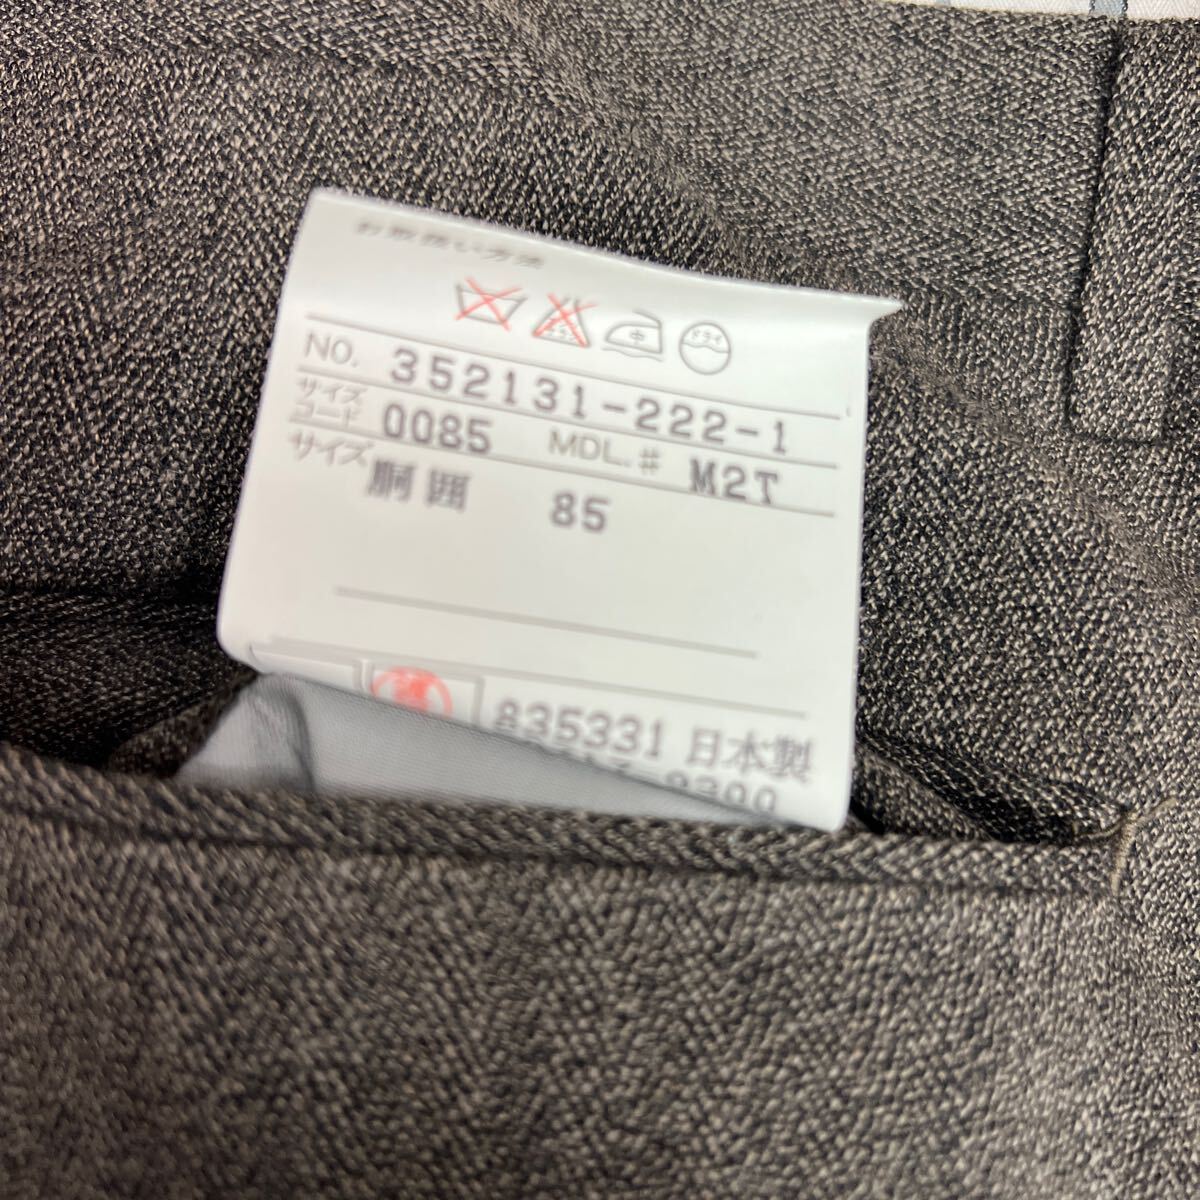 お取扱い方法
中 ドライ
NO. 352131-222-1
サイズコード 0085 MDL.# M2T
サイズ 胴囲 85
835331 日本製